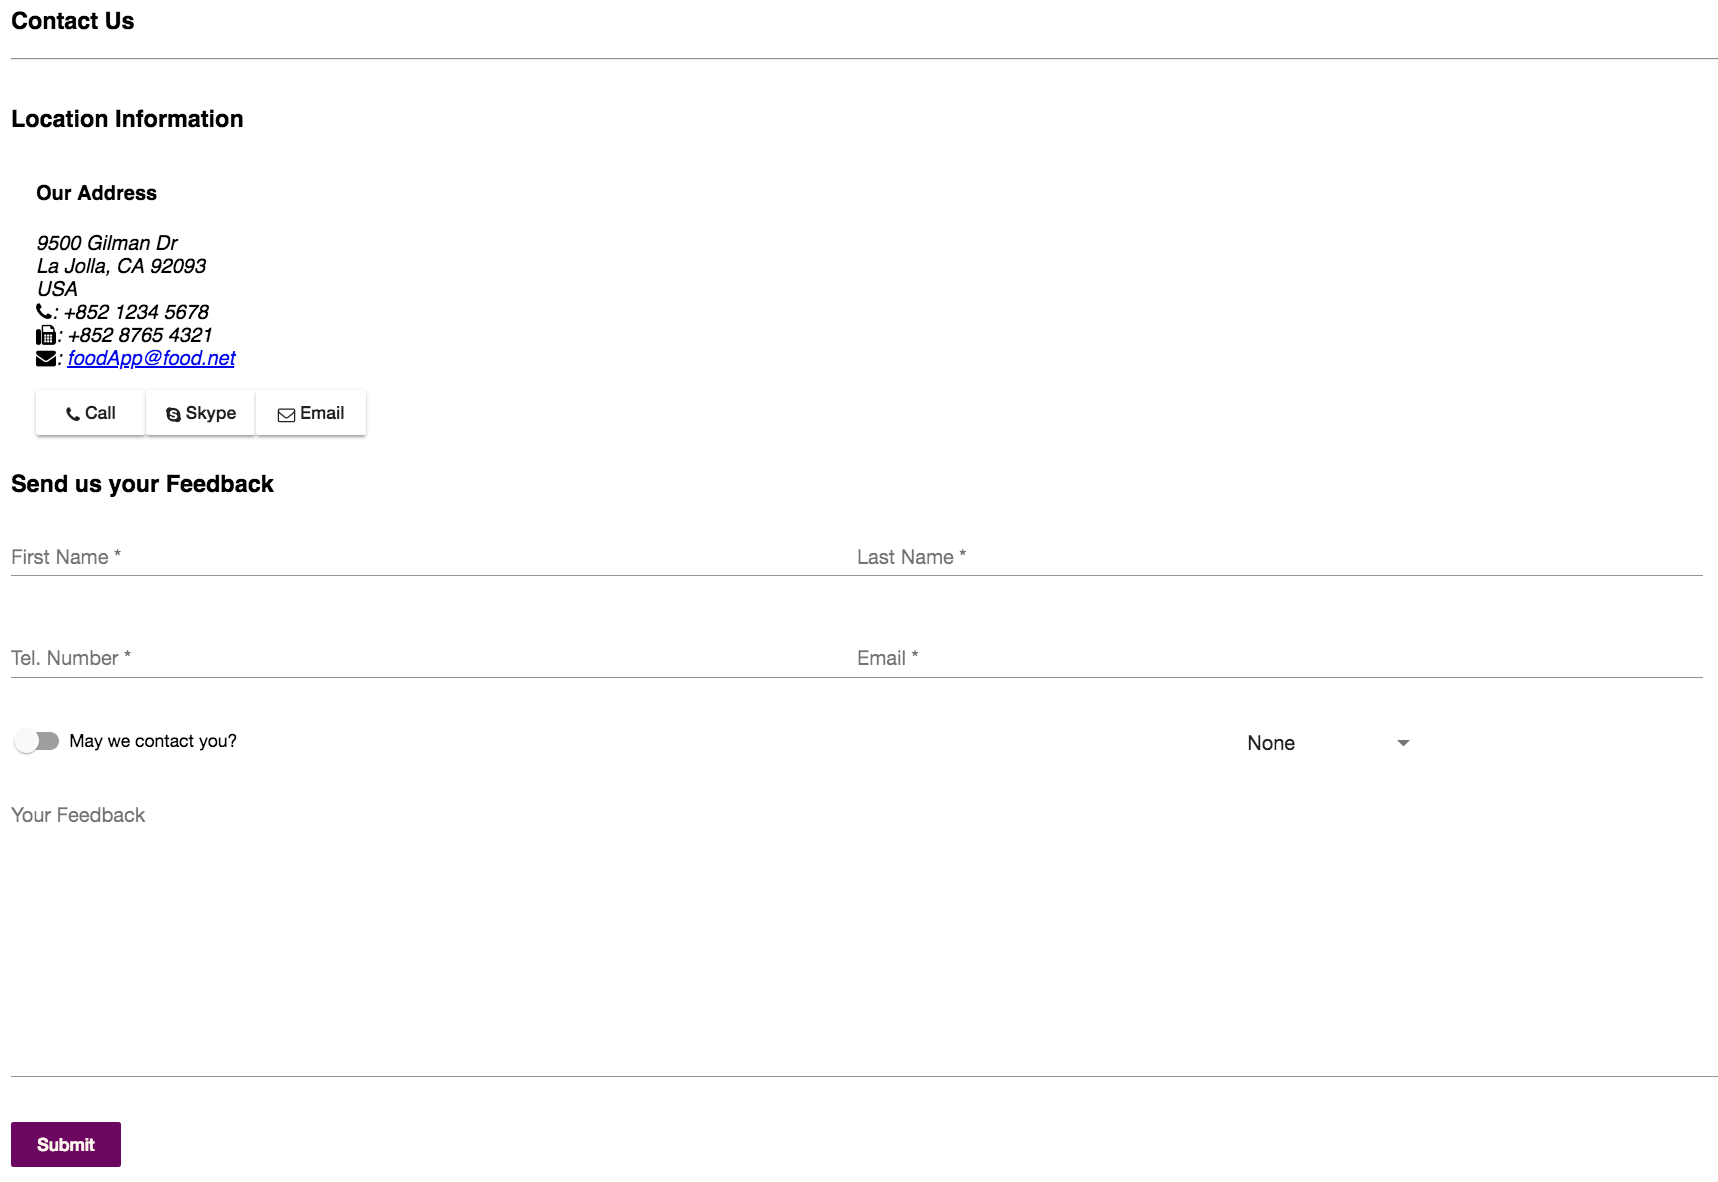 Contact Us
Location Information
Our Address
9500 Gilman Dr
La Jolla, CA 92093
USA
: +852 1234 5678
: +852 8765 4321
: foodApp@food.net
Call Skype Email
Send us your Feedback
First Name * Last Name *
Tel. Number * Email *
May we contact you? None
Your Feedback
Submit